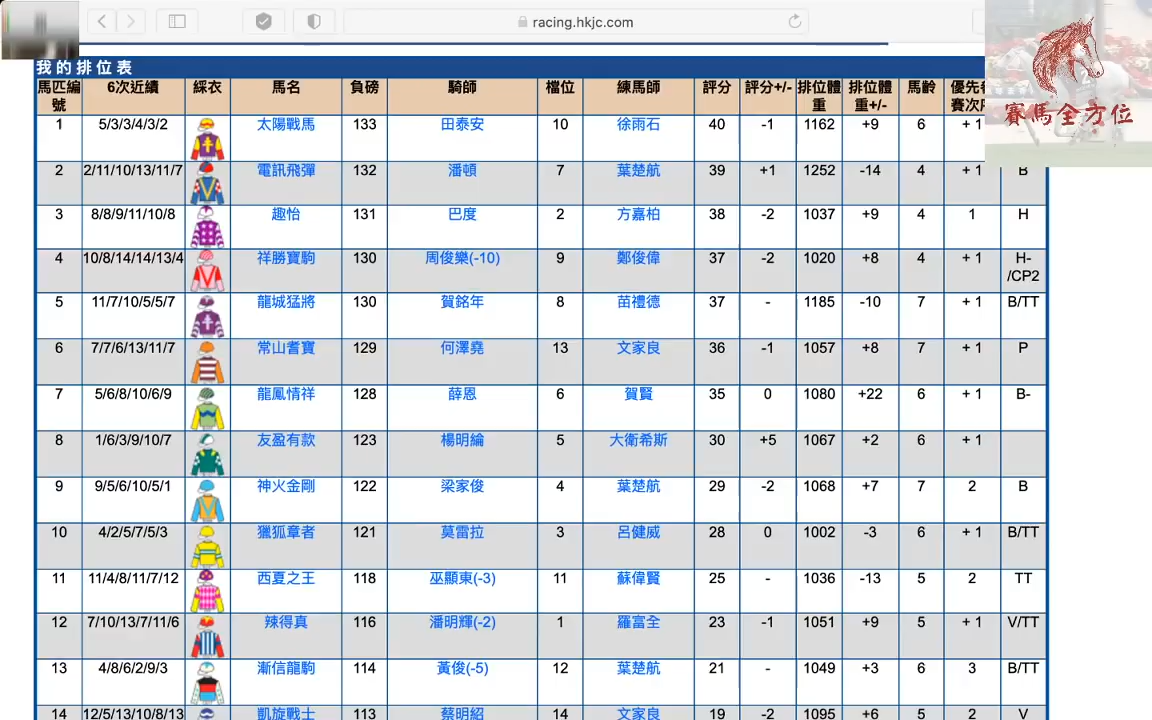 racing.hkjc.com
我的排位表
馬匹編號 6次近績 綵衣 馬名 負磅 騎師 檔位 練馬師 評分 評分+/- 排位體重 排位體重+/- 馬齡 優先 賽次
賽馬全方位
1 5/3/3/4/3/2 太陽戰馬 133 田泰安 10 徐雨石 40 -1 1162 +9 6 + 1
2 2/11/10/13/11/7 電訊飛彈 132 潘頓 7 葉楚航 39 +1 1252 -14 4 + 1 B
3 8/8/9/11/10/8 趣怡 131 巴度 2 方嘉柏 38 -2 1037 +9 4 1 H
4 10/8/14/14/13/4 祥勝寶駒 130 周俊樂(-10) 9 鄭俊偉 37 -2 1020 +8 4 + 1 H-/CP2
5 11/7/10/5/5/7 龍城猛將 130 賀銘年 8 苗禮德 37 - 1185 -10 7 + 1 B/TT
6 7/7/6/13/11/7 常山耆寶 129 何澤堯 13 文家良 36 -1 1057 +8 7 + 1 P
7 5/6/8/10/6/9 龍鳳情祥 128 薛恩 6 賀賢 35 0 1080 +22 6 + 1 B-
8 1/6/3/9/10/7 友盈有款 123 楊明綸 5 大衛希斯 30 +5 1067 +2 6 + 1
9 9/5/6/10/5/1 神火金剛 122 梁家俊 4 葉楚航 29 -2 1068 +7 7 2 B
10 4/2/5/7/5/3 獵狐章者 121 莫雷拉 3 呂健威 28 0 1002 -3 6 + 1 B/TT
11 11/4/8/11/7/12 西夏之王 118 巫顯東(-3) 11 蘇偉賢 25 - 1036 -13 5 2 TT
12 7/10/13/7/11/6 辣得真 116 潘明輝(-2) 1 羅富全 23 -1 1051 +9 5 + 1 V/TT
13 4/8/6/2/9/3 漸信龍駒 114 黃俊(-5) 12 葉楚航 21 - 1049 +3 6 3 B/TT
14 12/5/13/10/8/13 凱旋戰士 113 蔡明紹 14 文家良 19 -2 1095 +6 5 2 V